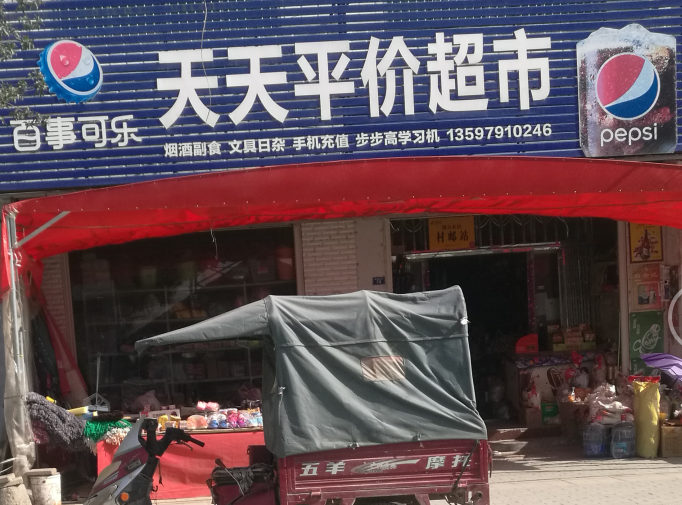 天天平价超市
百事可乐
烟酒副食 文具日杂 手机充值 步步高学习机 13597910246
pepsi
村邮站
五羊 摩托